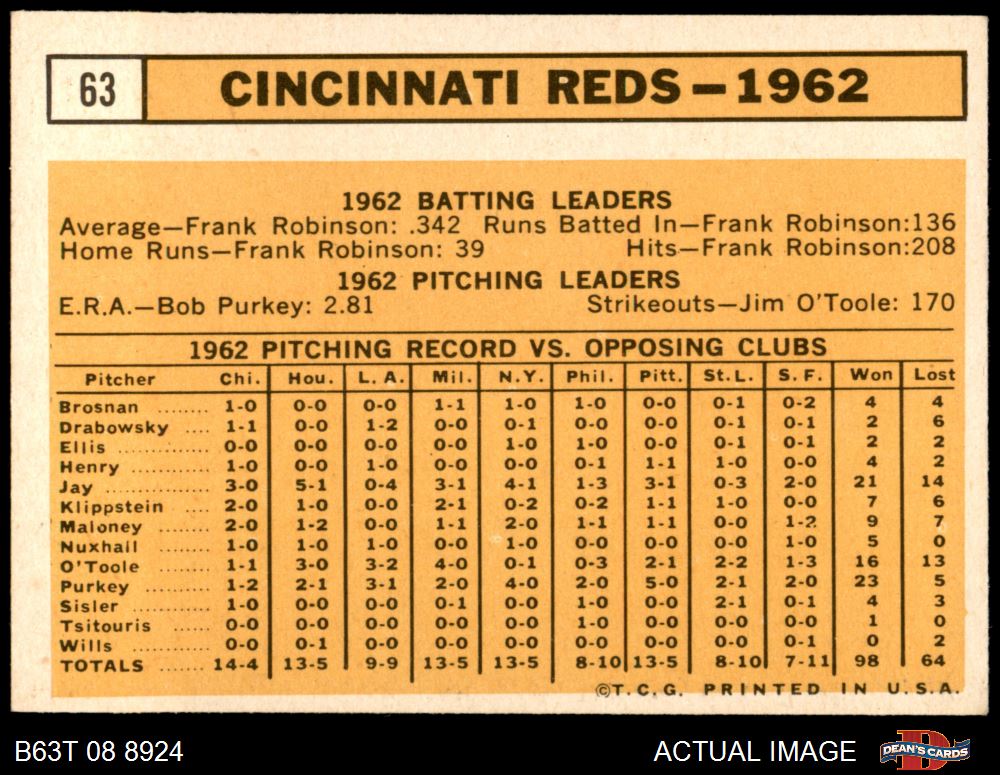 63 CINCINNATI REDS—1962
1962 BATTING LEADERS
Average—Frank Robinson: .342 Runs Batted In—Frank Robinson:136
Home Runs—Frank Robinson: 39 Hits—Frank Robinson:208
1962 PITCHING LEADERS
E.R.A.—Bob Purkey: 2.81 Strikeouts—Jim O'Toole: 170
1962 PITCHING RECORD VS. OPPOSING CLUBS
Pitcher Chi. Hou. L. A. Mil. N.Y. Phil. Pitt. St.L. S. F. Won Lost
Brosnan ........ 1-0 0-0 0-0 1-1 1-0 1-0 0-0 0-1 0-2 4 4
Drabowsky .... 1-1 0-0 1-2 0-0 0-1 0-0 0-0 0-1 0-1 2 6
Ellis ............ 0-0 0-0 0-0 0-0 1-0 1-0 0-0 0-1 0-1 2 2
Henry ............ 1-0 0-0 1-0 0-0 0-0 0-1 1-1 1-0 0-0 4 2
Jay ................ 3-0 5-1 0-4 3-1 4-1 1-3 3-1 0-3 2-0 21 14
Klippstein .... 2-0 1-0 0-0 2-1 0-2 0-2 1-1 1-0 0-0 7 6
Maloney ........ 2-0 1-2 0-0 1-1 2-0 1-1 1-1 0-0 1-2 9 7
Nuxhall ........ 1-0 1-0 1-0 0-0 1-0 0-0 0-0 0-0 1-0 5 0
O'Toole ........ 1-1 3-0 3-2 4-0 0-1 0-3 2-1 2-2 1-3 16 13
Purkey .......... 1-2 2-1 3-1 2-0 4-0 2-0 5-0 2-1 2-0 23 5
Sisler ............ 1-0 0-0 0-0 0-1 0-0 1-0 0-0 2-1 0-1 4 3
Tsitouris ...... 0-0 0-0 0-0 0-0 0-0 1-0 0-0 0-0 0-0 1 0
Wills ............ 0-0 0-1 0-0 0-0 0-0 0-0 0-0 0-0 0-1 0 2
TOTALS ...... 14-4 13-5 9-9 13-5 13-5 8-10 13-5 8-10 7-11 98 64
©T.C.G. PRINTED IN U.S.A.
B63T 08 8924 ACTUAL IMAGE D DEAN'S CARDS